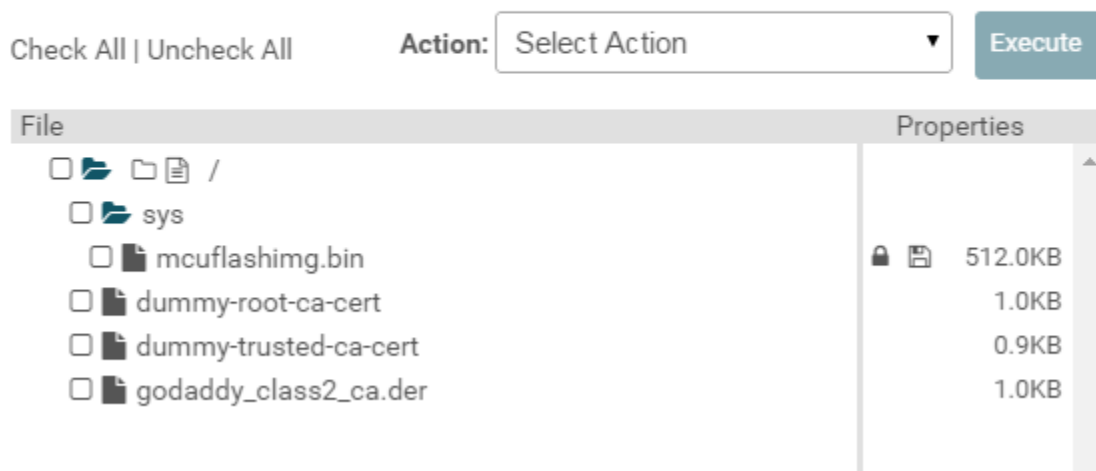 Check All | Uncheck All Action: Select Action Execute
File Properties
/
sys
mcuflashimg.bin 512.0KB
dummy-root-ca-cert 1.0KB
dummy-trusted-ca-cert 0.9KB
godaddy_class2_ca.der 1.0KB